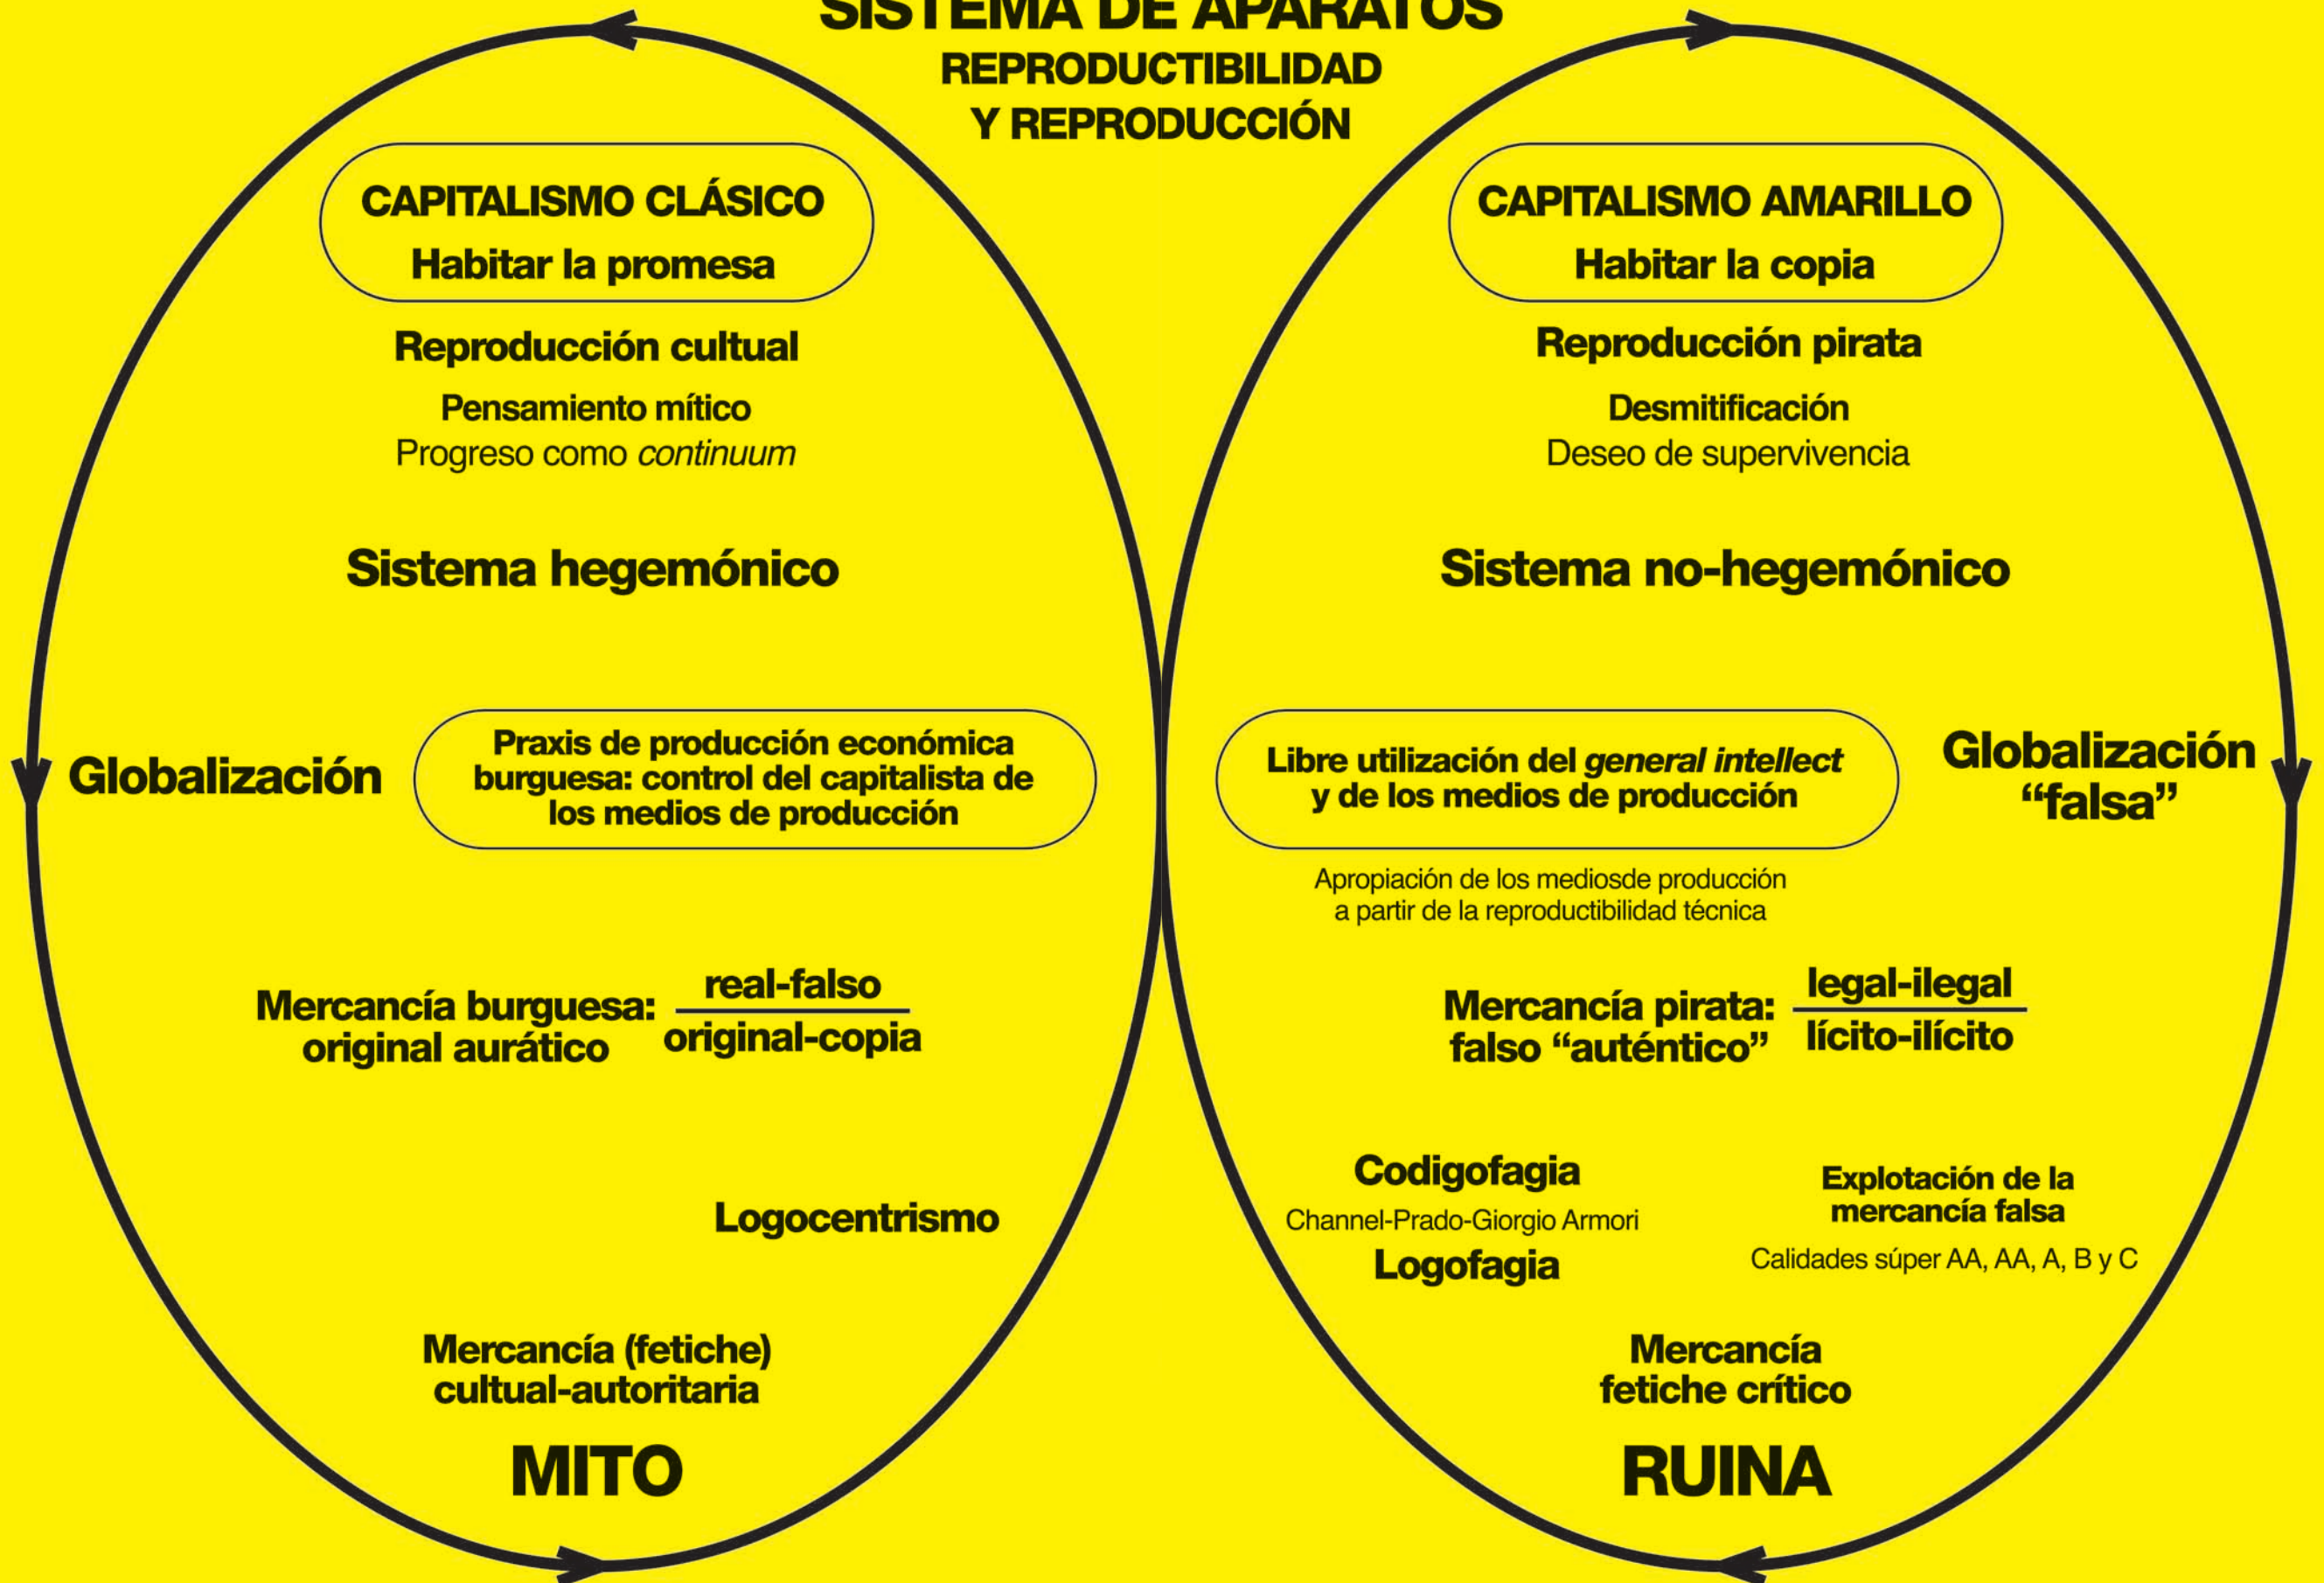 SISTEMA DE APARATOS
REPRODUCTIBILIDAD
Y REPRODUCCIÓN
CAPITALISMO CLÁSICO
Habitar la promesa
Reproducción cultual
Pensamiento mítico
Progreso como continuum
Sistema hegemónico
Globalización
Praxis de producción económica
burguesa: control del capitalista de
los medios de producción
Mercancía burguesa:
original aurático
real-falso
original-copia
Logocentrismo
Mercancía (fetiche)
cultual-autoritaria
MITO
CAPITALISMO AMARILLO
Habitar la copia
Reproducción pirata
Desmitificación
Deseo de supervivencia
Sistema no-hegemónico
Libre utilización del general intellect
y de los medios de producción
Globalización
“falsa”
Apropiación de los mediosde producción
a partir de la reproductibilidad técnica
Mercancía pirata:
falso “auténtico”
legal-ilegal
lícito-ilícito
Codigofagia
Channel-Prado-Giorgio Armori
Logofagia
Explotación de la
mercancía falsa
Calidades súper AA, AA, A, B y C
Mercancía
fetiche crítico
RUINA